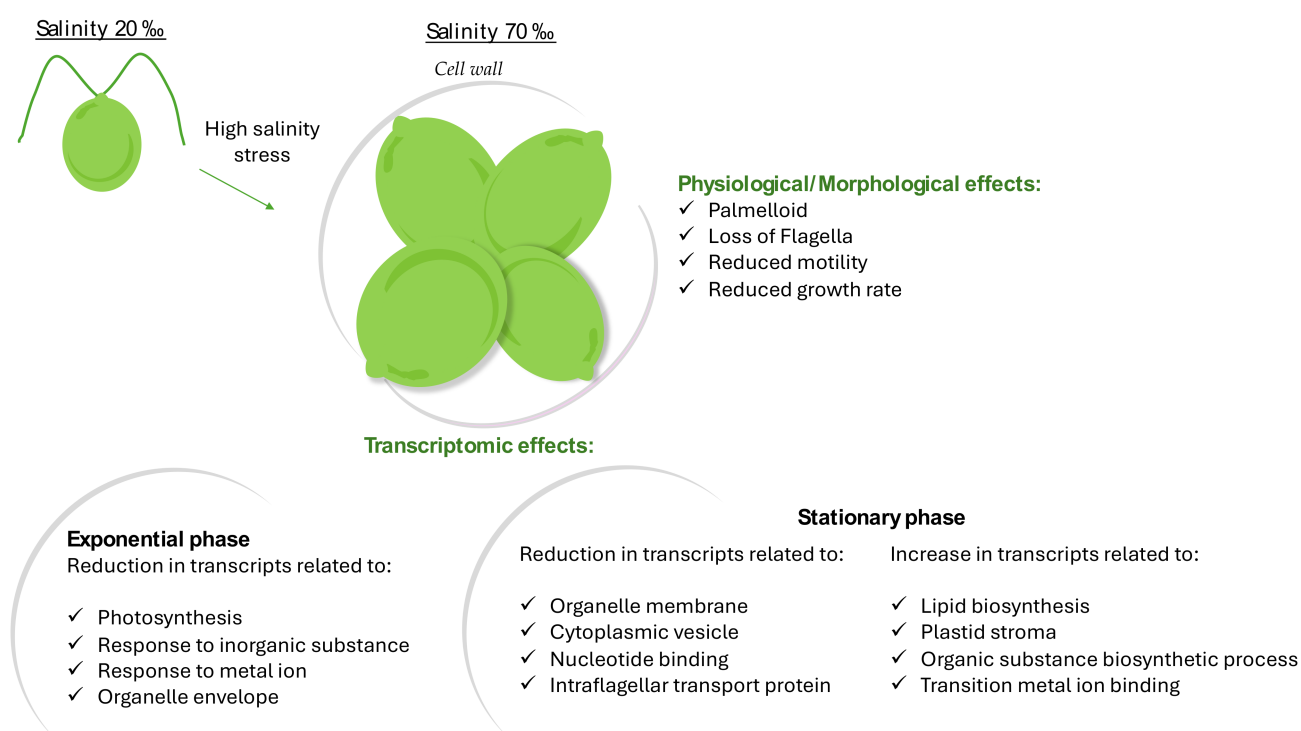 Salinity 20 ‰
Salinity 70 ‰
Cell wall
High salinity
stress
Physiological/ Morphological effects:
✓ Palmelloid
✓ Loss of Flagella
✓ Reduced motility
✓ Reduced growth rate
Transcriptomic effects:
Exponential phase
Reduction in transcripts related to:
✓ Photosynthesis
✓ Response to inorganic substance
✓ Response to metal ion
✓ Organelle envelope
Stationary phase
Reduction in transcripts related to:
✓ Organelle membrane
✓ Cytoplasmic vesicle
✓ Nucleotide binding
✓ Intraflagellar transport protein
Increase in transcripts related to:
✓ Lipid biosynthesis
✓ Plastid stroma
✓ Organic substance biosynthetic process
✓ Transition metal ion binding